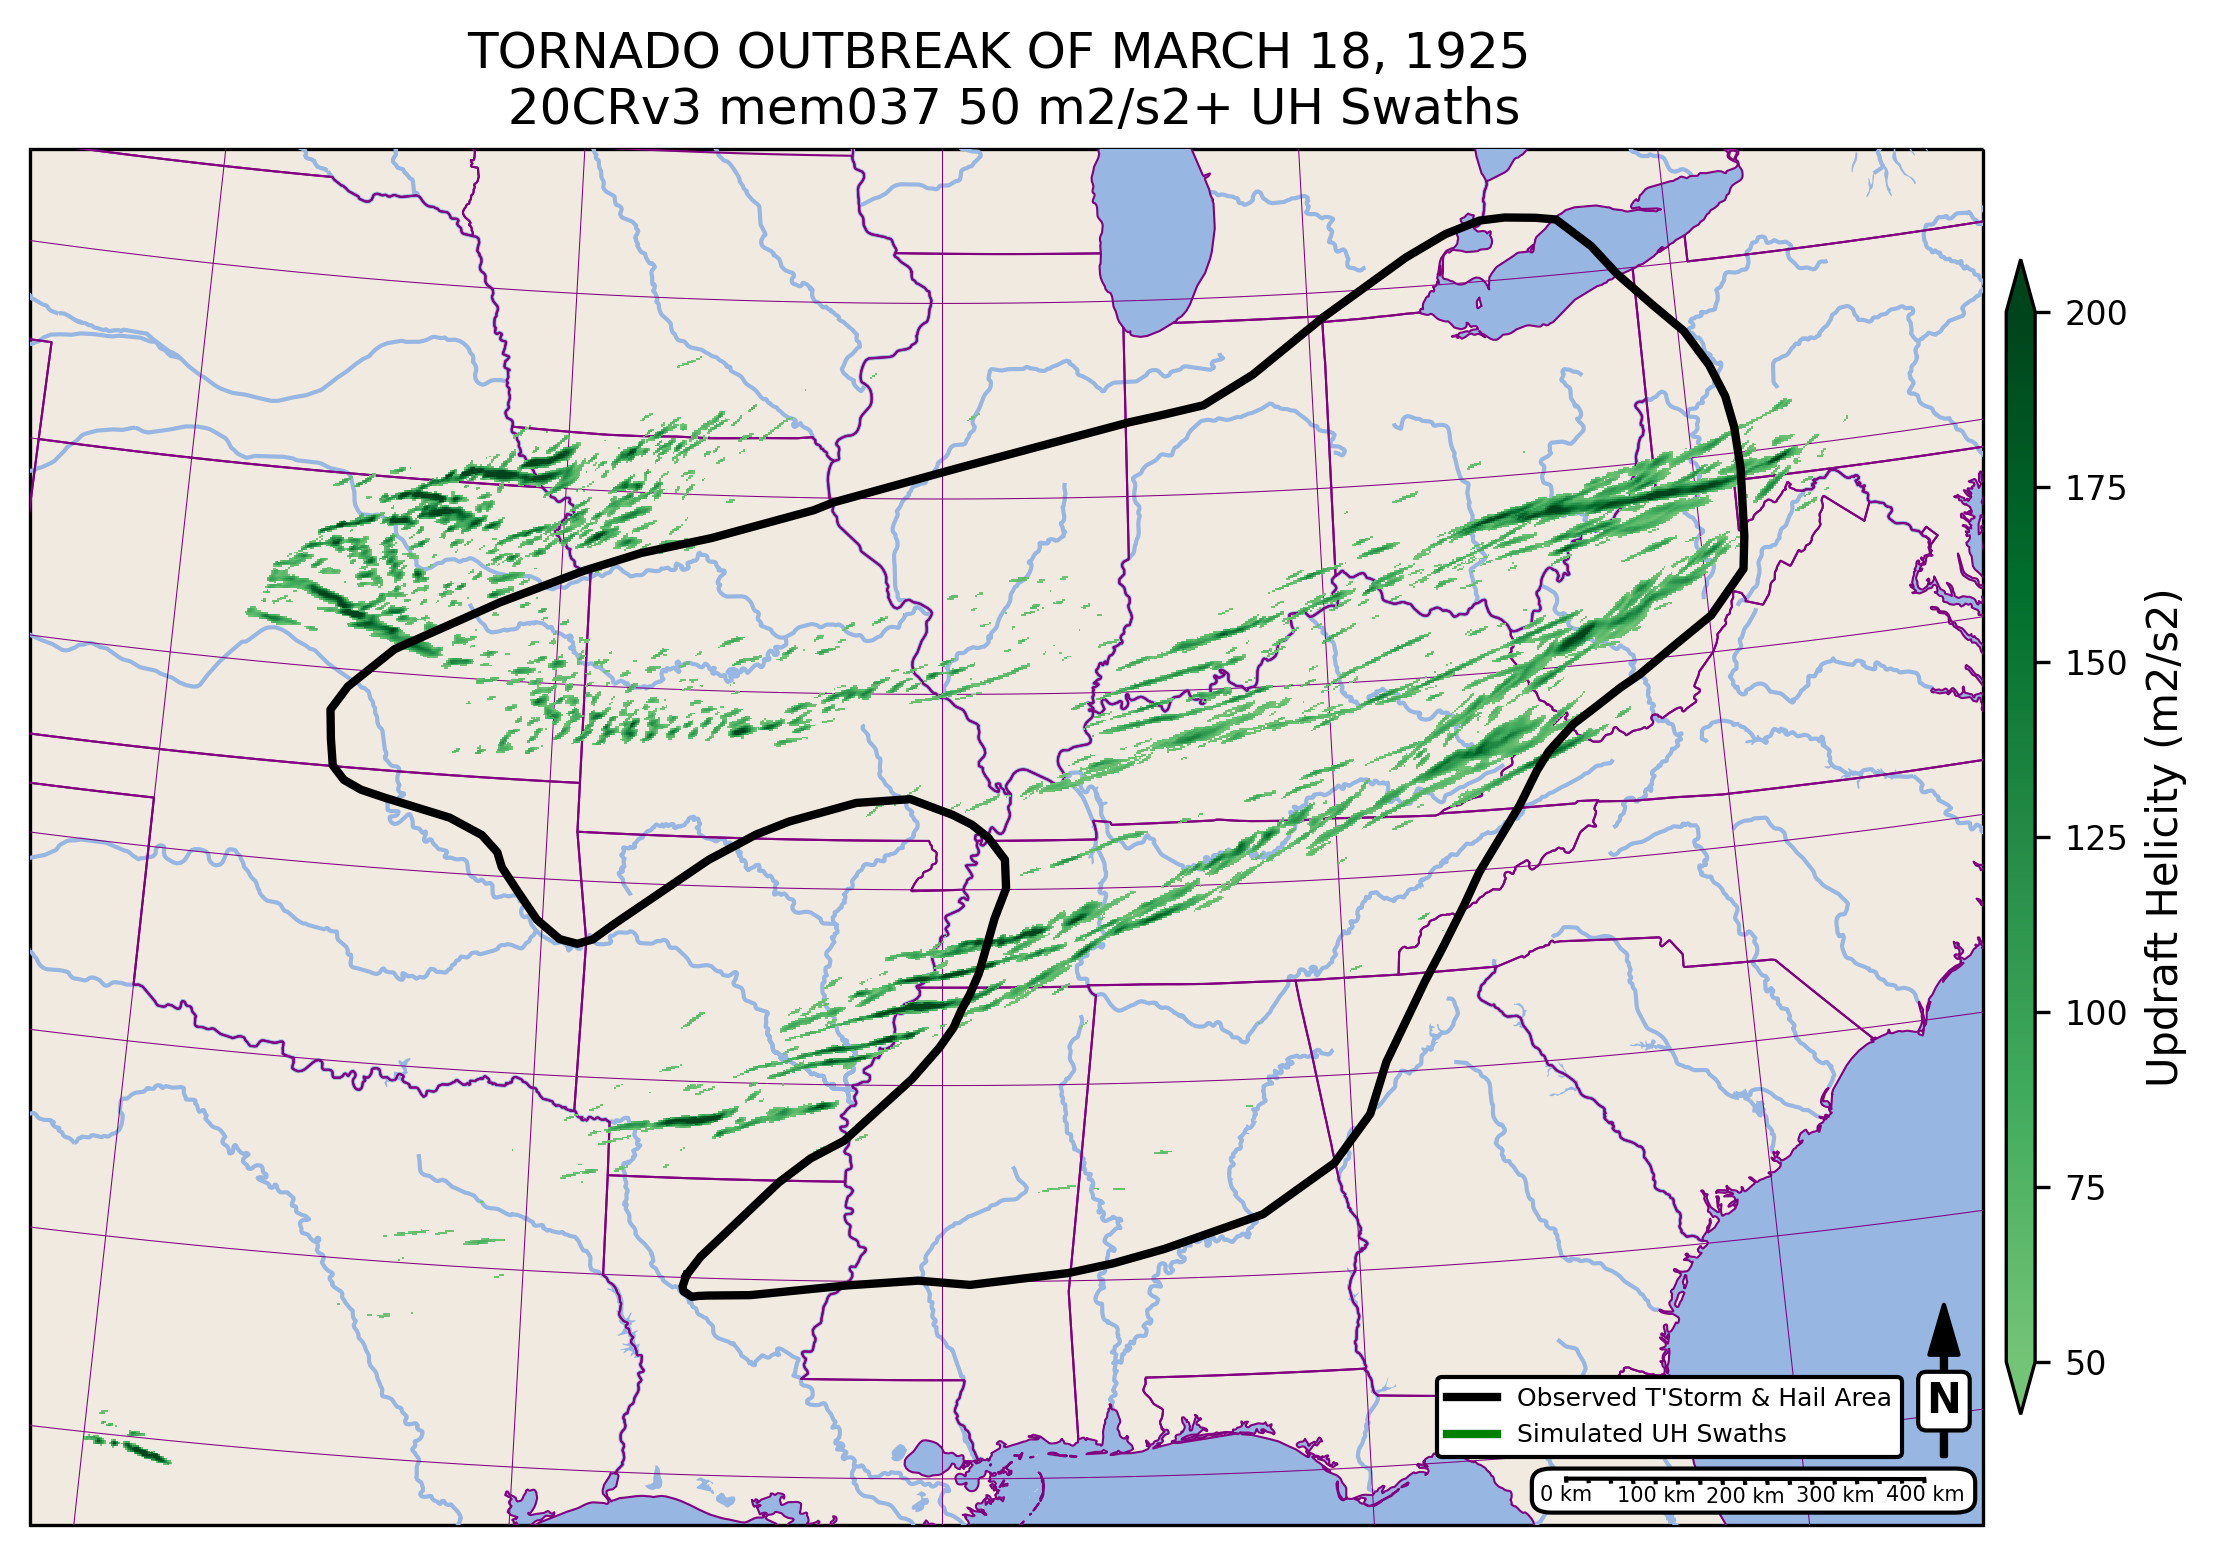 TORNADO OUTBREAK OF MARCH 18, 1925
20CRv3 mem037 50 m2/s2+ UH Swaths
200
175
150
125
100
75
50
Updraft Helicity (m2/s2)
N
Observed T'Storm & Hail Area
Simulated UH Swaths
0 km 100 km 200 km 300 km 400 km